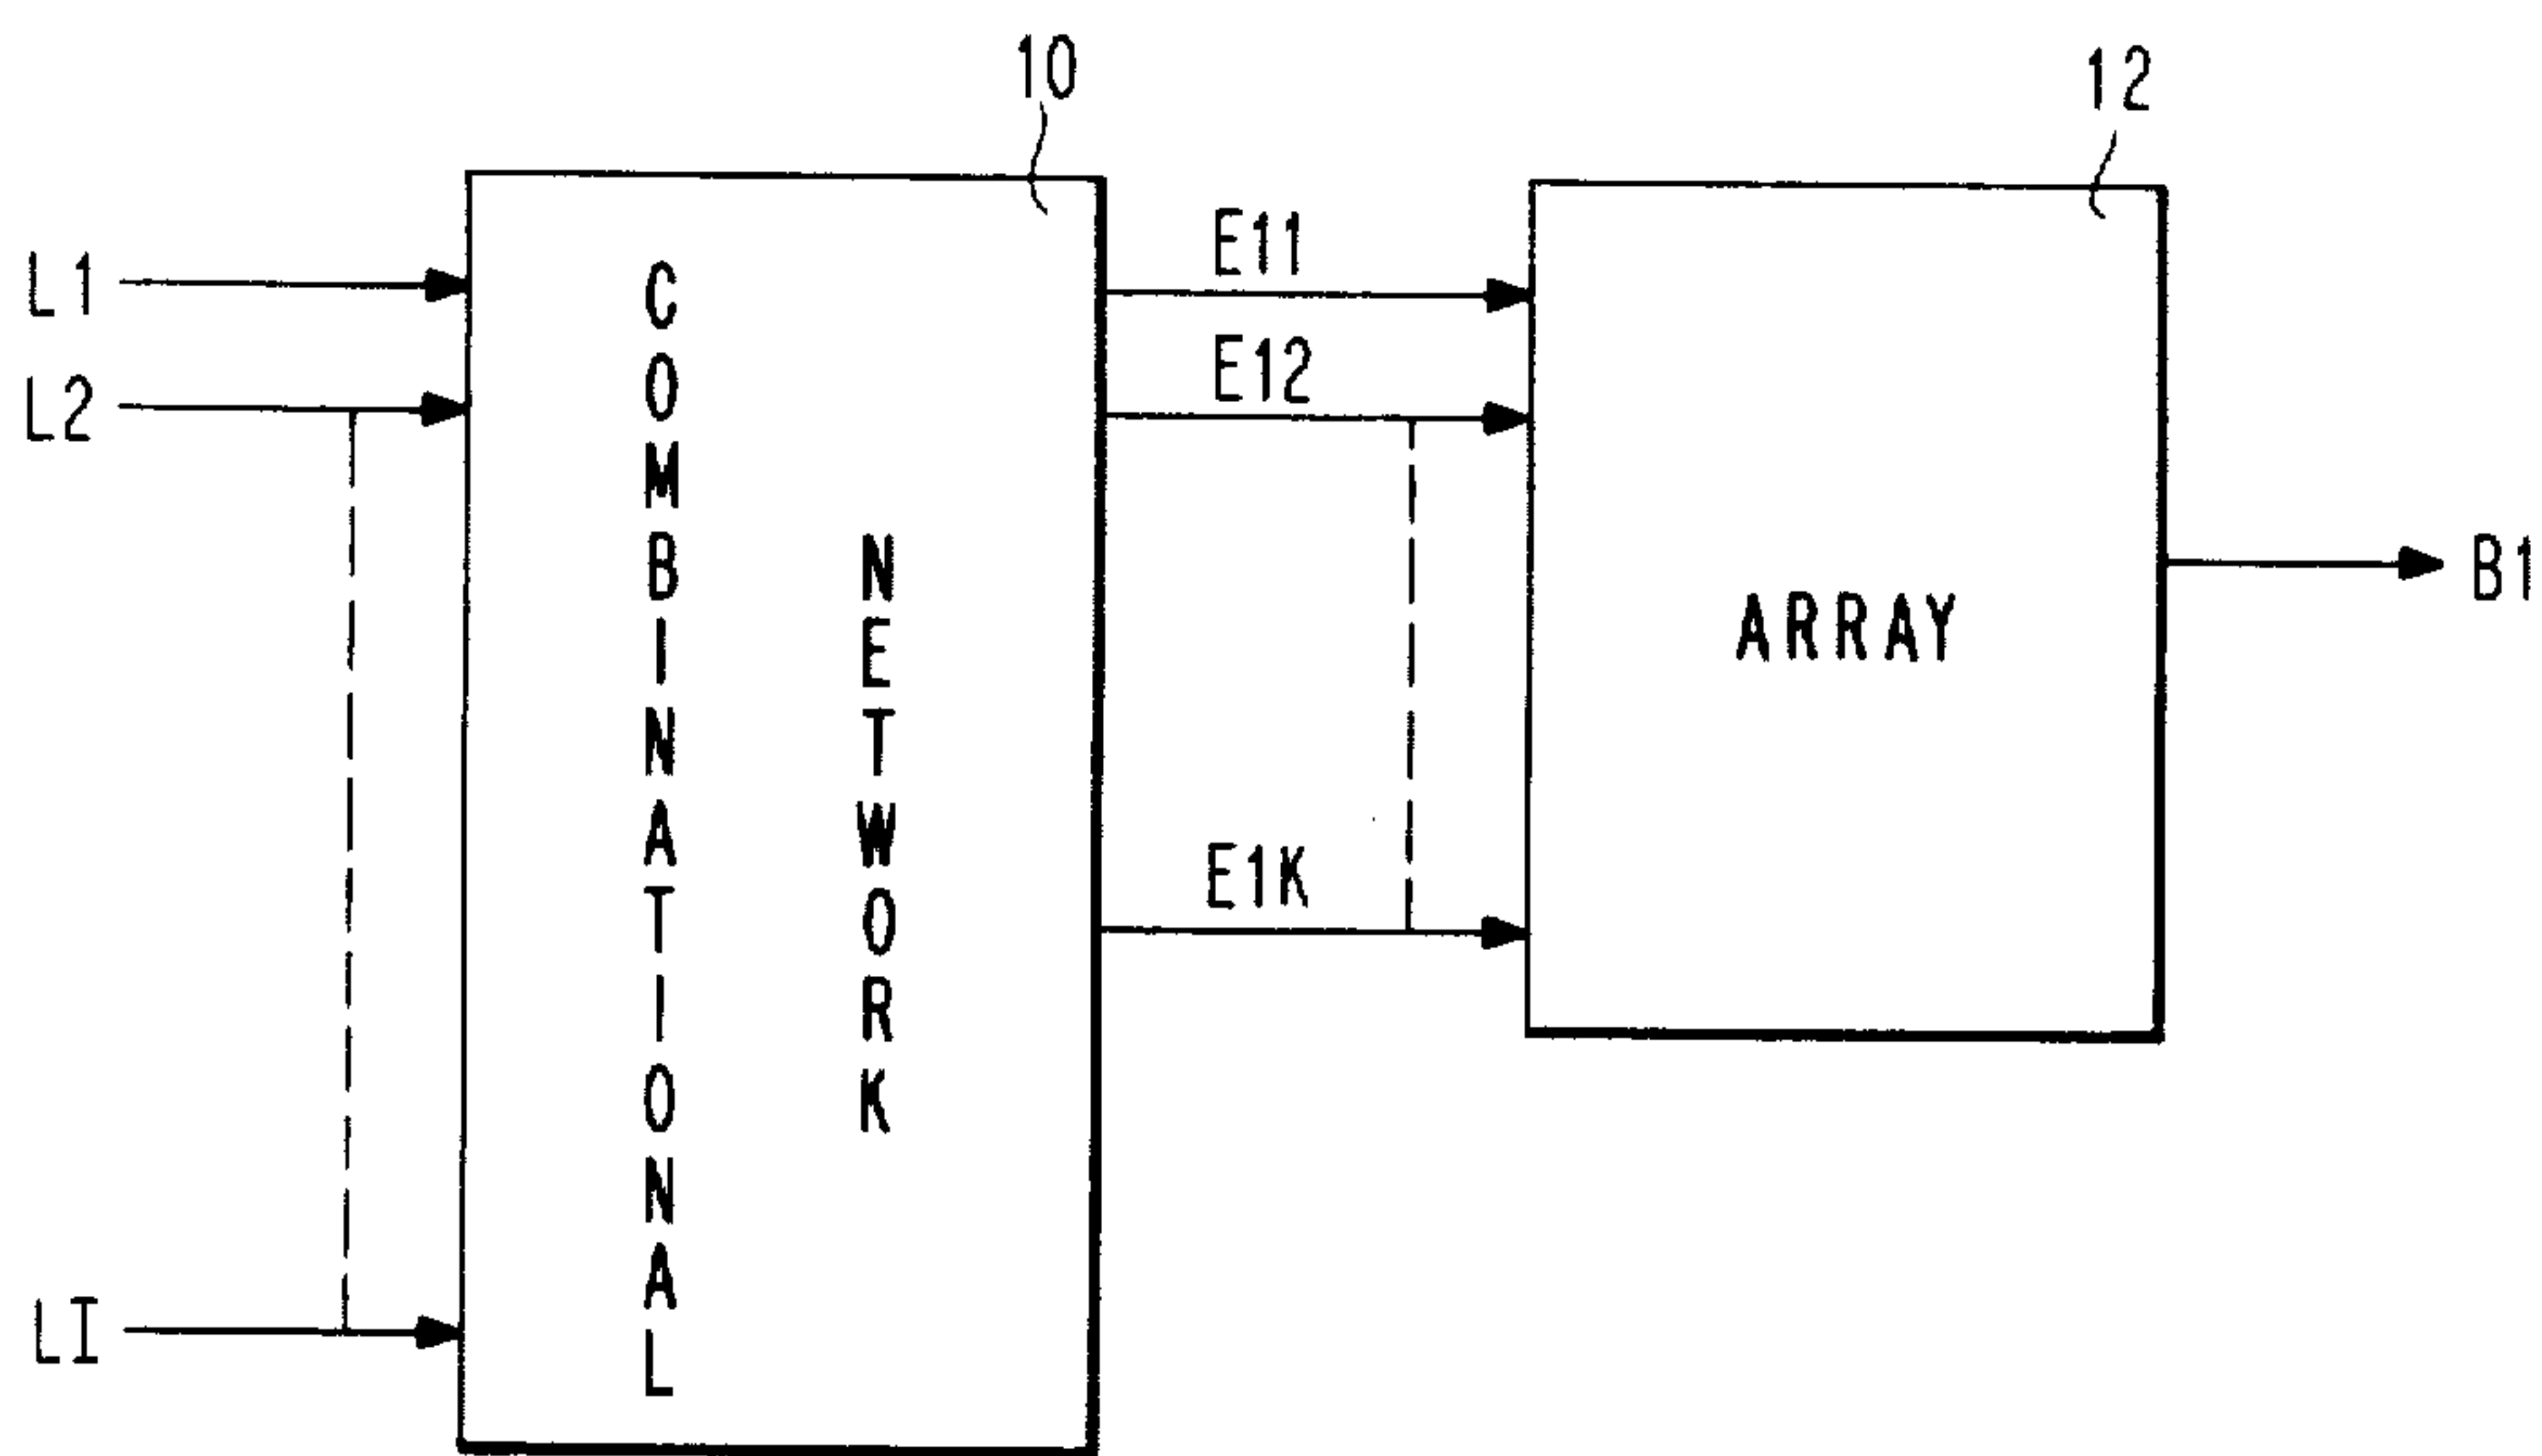 10
12
L1
L2
LI
COMBINATIONAL
NETWORK
E11
E12
E1K
ARRAY
B1